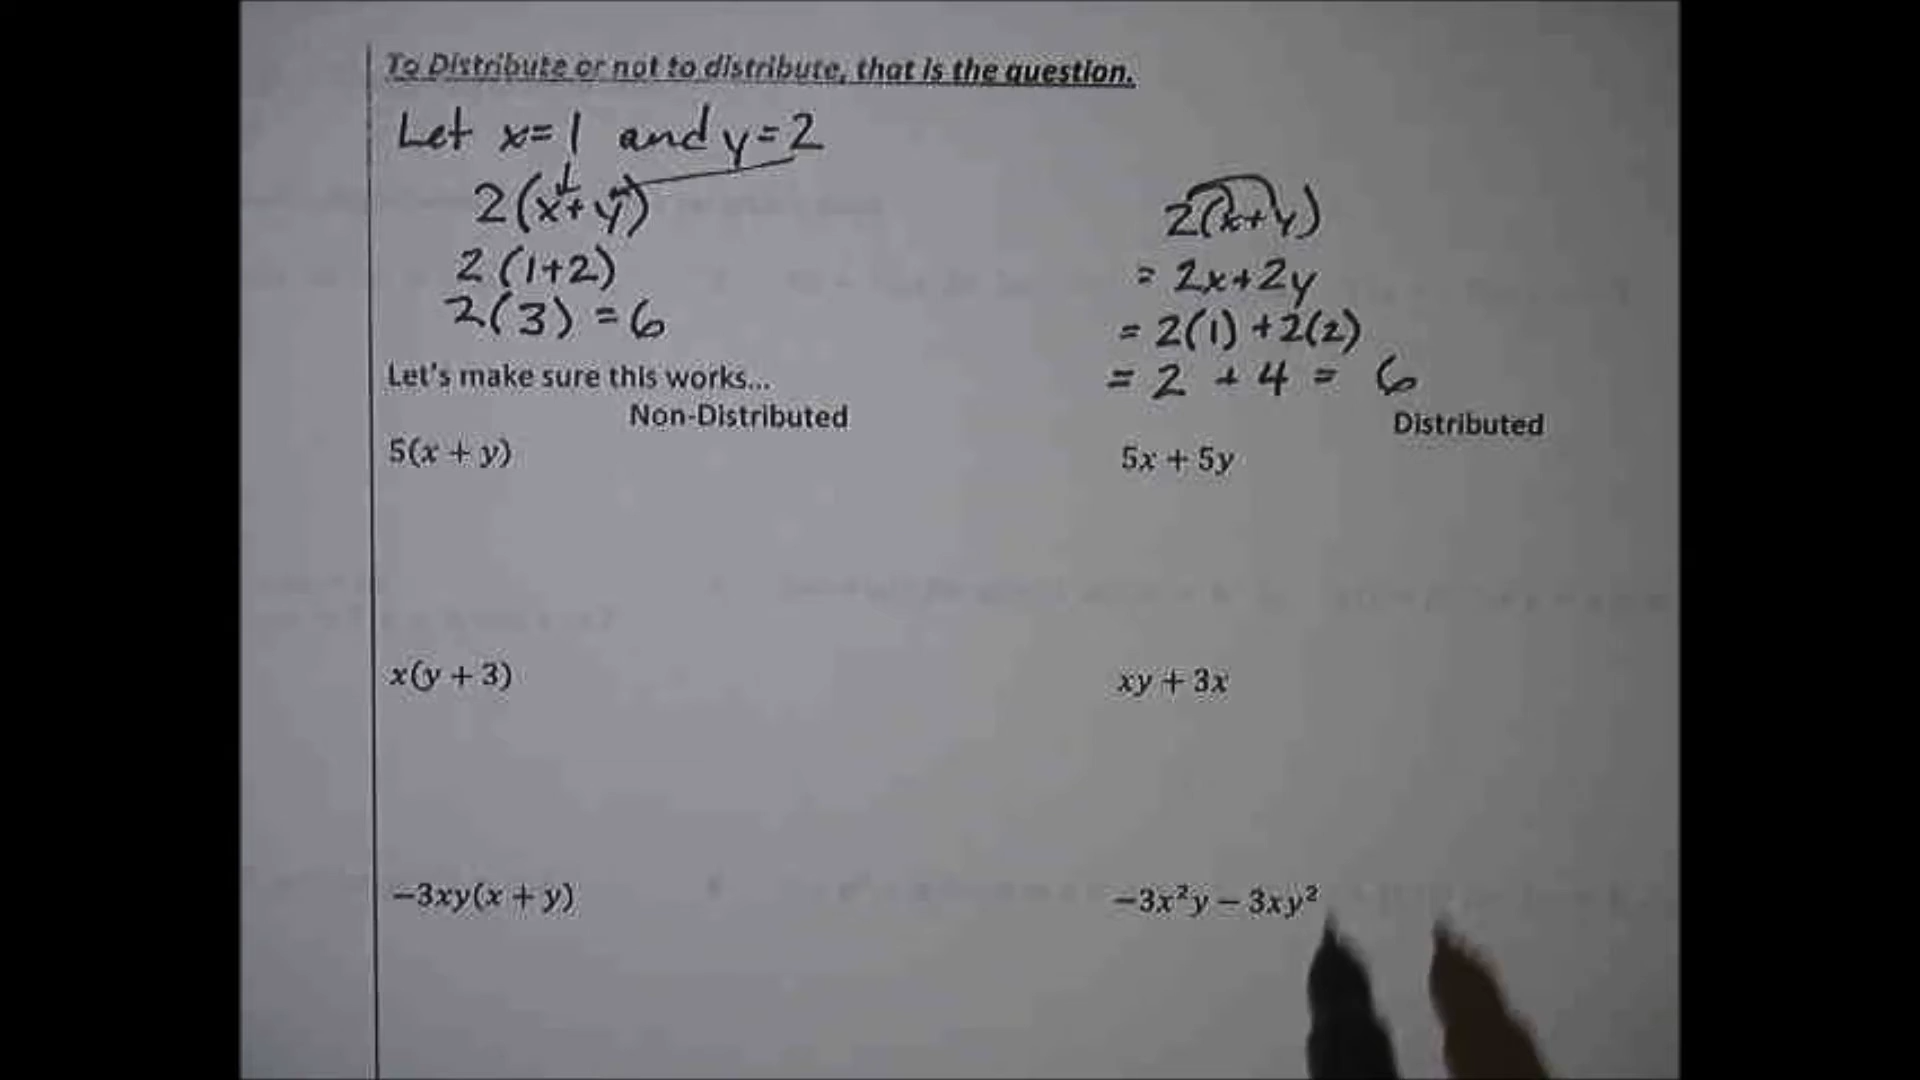 To Distribute or not to distribute, that is the question.
Let x=1 and y=2
2(x+y)
2(1+2)
2(3) =6
2(x+y)
= 2x+2y
= 2(1)+2(2)
= 2 + 4 = 6
Let's make sure this works...
Non-Distributed
Distributed
5(x + y)
5x + 5y
x(y + 3)
xy + 3x
−3xy(x + y)
−3x²y − 3xy²